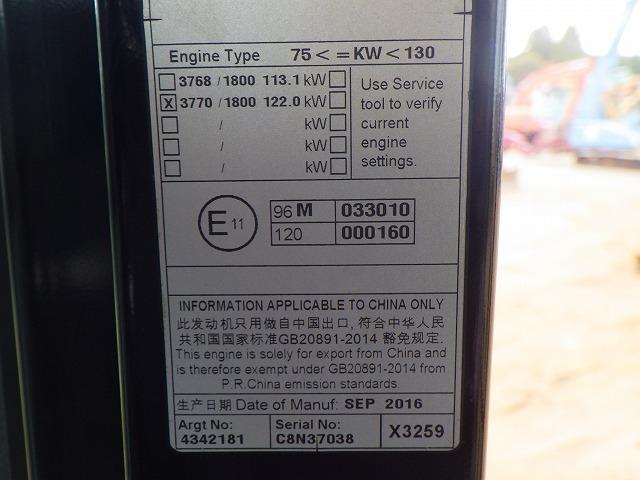 Engine Type 75 < = KW < 130
3768 / 1800 113.1 kW
X 3770 / 1800 122.0 kW
/ kW
/ kW
/ kW
Use Service
tool to verify
current
engine
settings.
E 11
96 M 033010
120 000160
INFORMATION APPLICABLE TO CHINA ONLY
此发动机只用做自中国出口,符合中华人民
共和国国家标准GB20891-2014 豁免规定.
This engine is solely for export from China and
is therefore exempt under GB20891-2014 from
P.R.China emission standards.
生产日期 Date of Manuf: SEP 2016
Argt No: Serial No:
4342181 C8N37038 X3259